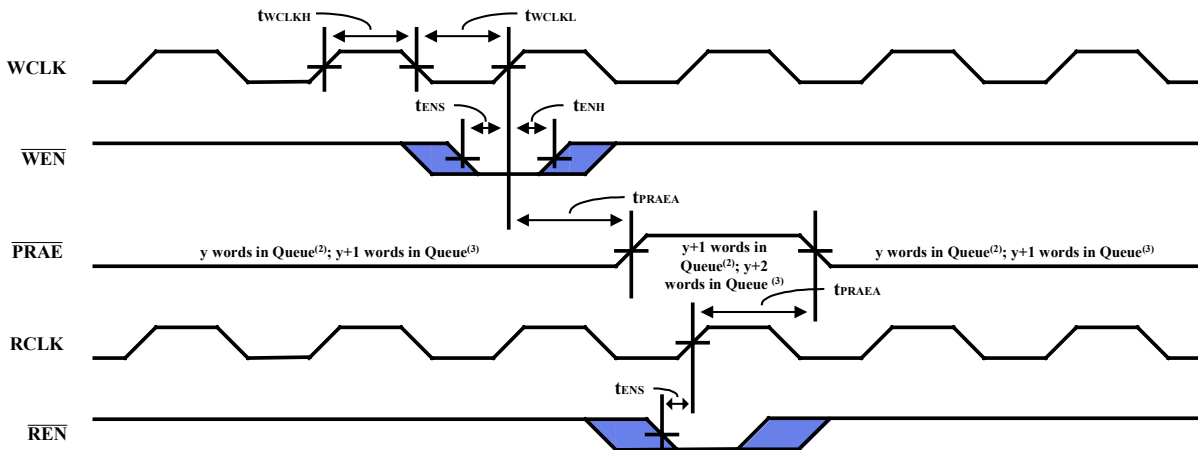 tWCLKH
tWCLKL
WCLK
tENS
tENH
WEN
tPRAEA
PRAE
y words in Queue(2); y+1 words in Queue(3)
y+1 words in
Queue(2); y+2
words in Queue (3)
y words in Queue(2); y+1 words in Queue(3)
tPRAEA
RCLK
tENS
REN